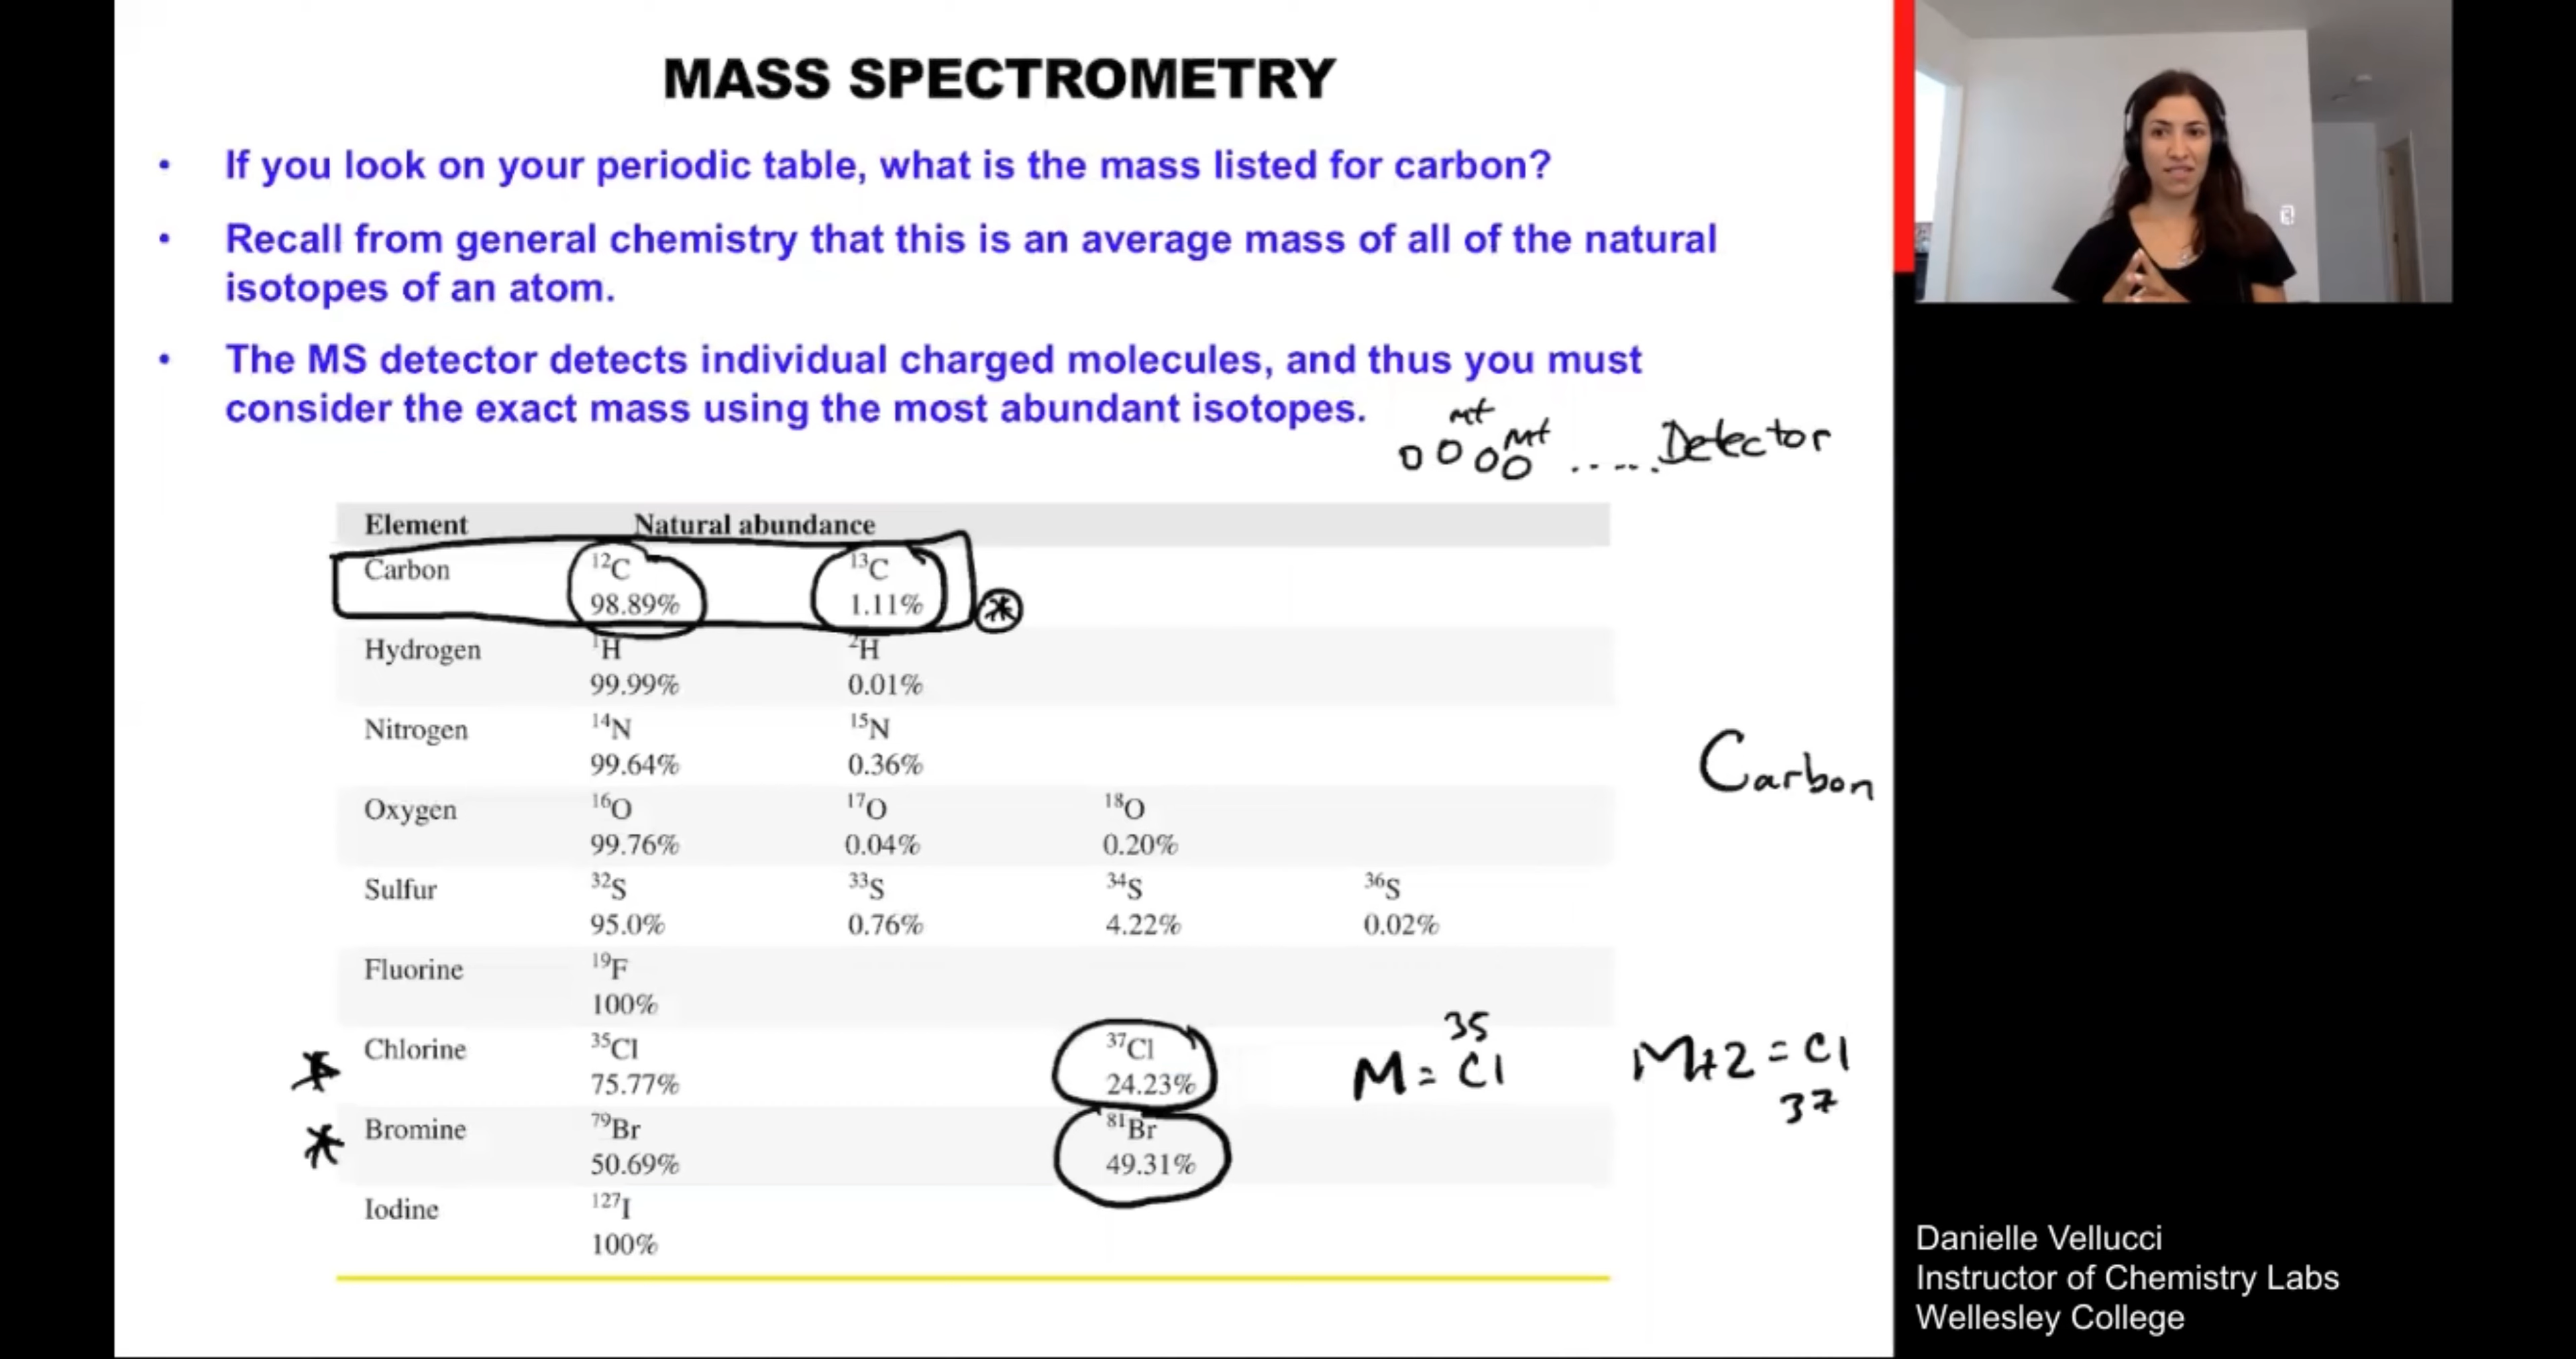 MASS SPECTROMETRY
• If you look on your periodic table, what is the mass listed for carbon?
• Recall from general chemistry that this is an average mass of all of the natural
isotopes of an atom.
• The MS detector detects individual charged molecules, and thus you must
consider the exact mass using the most abundant isotopes.
M+ M+
..... Detector
Element Natural abundance
Carbon ¹²C ¹³C
98.89% 1.11%
Hydrogen ¹H ²H
99.99% 0.01%
Nitrogen ¹⁴N ¹⁵N
99.64% 0.36%
Carbon
Oxygen ¹⁶O ¹⁷O ¹⁸O
99.76% 0.04% 0.20%
Sulfur ³²S ³³S ³⁴S ³⁶S
95.0% 0.76% 4.22% 0.02%
Fluorine ¹⁹F
100%
Chlorine ³⁵Cl ³⁷Cl
75.77% 24.23%
35
M = Cl
M+2 = Cl
37
Bromine ⁷⁹Br ⁸¹Br
50.69% 49.31%
Iodine ¹²⁷I
100%
Danielle Vellucci
Instructor of Chemistry Labs
Wellesley College